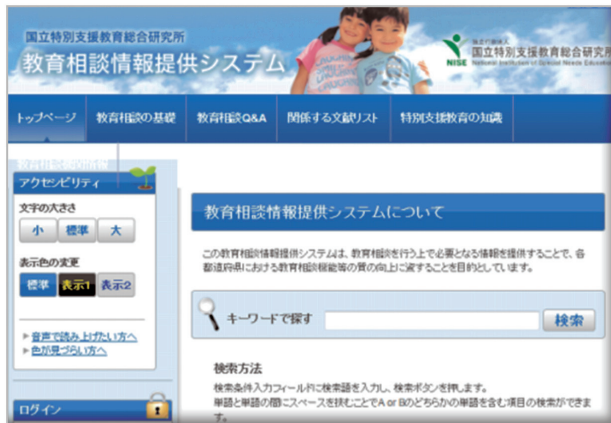 国立特別支援教育総合研究所
教育相談情報提供システム
独立行政法人
国立特別支援教育総合研究所
NISE National Institute of Special Needs Education
トップページ
教育相談の基礎
教育相談Q&A
関係する文献リスト
特別支援教育の知識
アクセシビリティ
文字の大きさ
小 標準 大
表示色の変更
標準 表示1 表示2
音声で読み上げたい方へ
色が見づらい方へ
ログイン
教育相談情報提供システムについて
この教育相談情報提供システムは、教育相談を行う上で必要となる情報を提供することで、各
都道府県における教育相談機能等の質の向上に資することを目的としています。
キーワードで探す 検索
検索方法
検索条件入力フィールドに検索語を入力し、検索ボタンを押します。
単語と単語の間にスペースを挟むことでA or Bのどちらかの単語を含む項目の検索ができま
す。